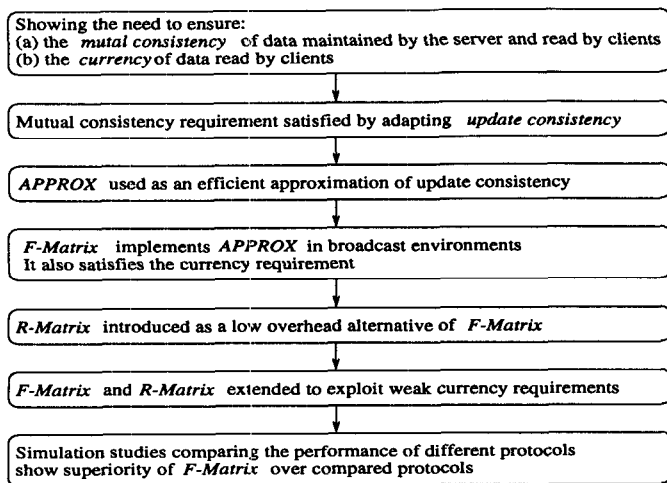 Showing the need to ensure:
(a) the mutal consistency of data maintained by the server and read by clients
(b) the currency of data read by clients
Mutual consistency requirement satisfied by adapting update consistency
APPROX used as an efficient approximation of update consistency
F-Matrix implements APPROX in broadcast environments
It also satisfies the currency requirement
R-Matrix introduced as a low overhead alternative of F-Matrix
F-Matrix and R-Matrix extended to exploit weak currency requirements
Simulation studies comparing the performance of different protocols
show superiority of F-Matrix over compared protocols